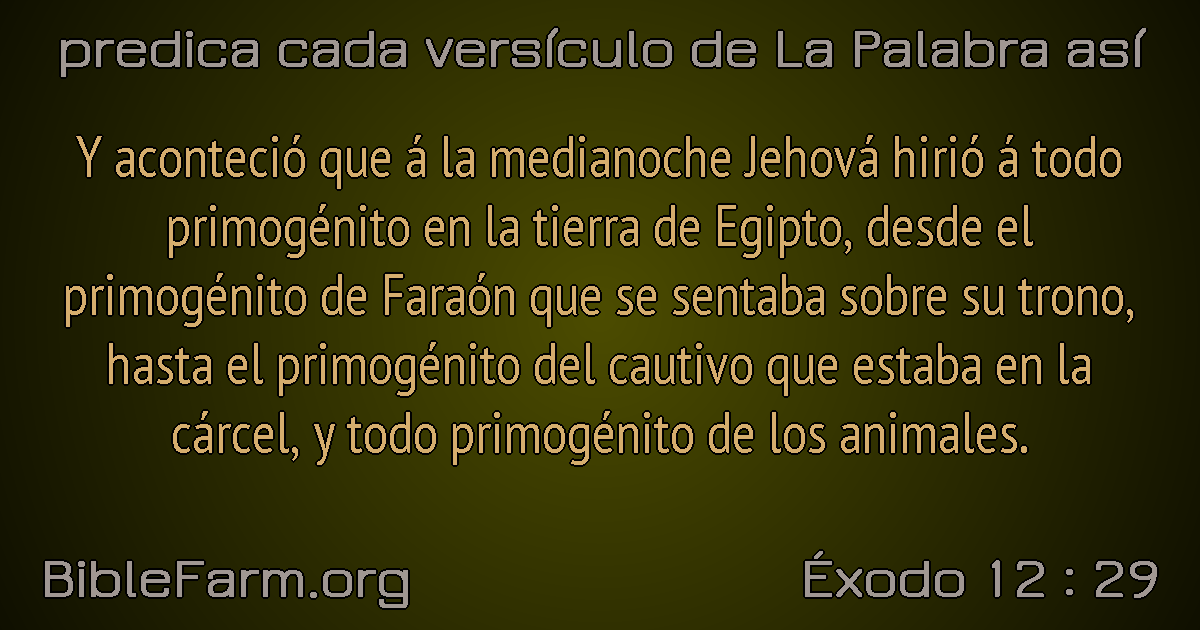 predica cada versículo de La Palabra así
Y aconteció que á la medianoche Jehová hirió á todo
primogénito en la tierra de Egipto, desde el
primogénito de Faraón que se sentaba sobre su trono,
hasta el primogénito del cautivo que estaba en la
cárcel, y todo primogénito de los animales.
BibleFarm.org
Éxodo 12 : 29